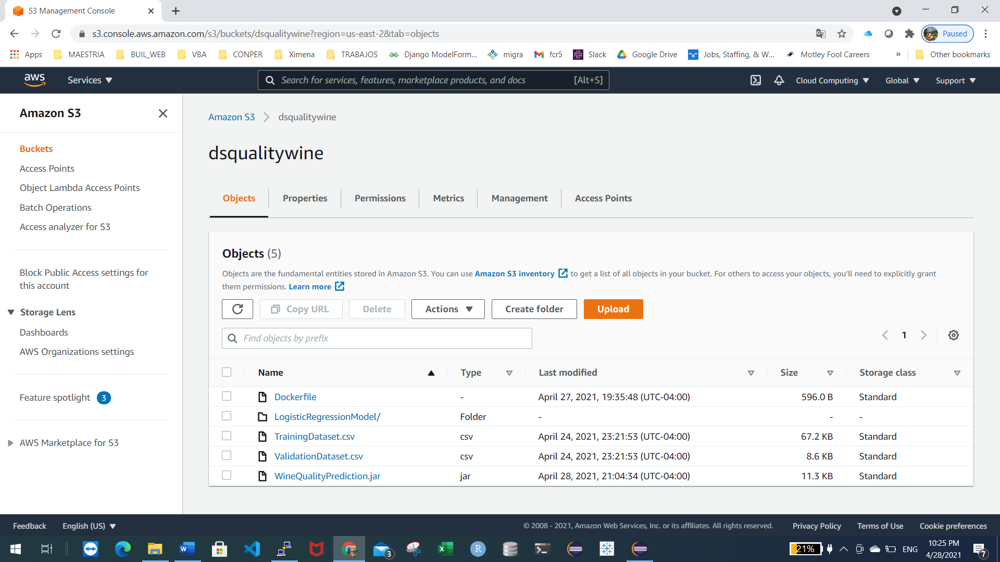 S3 Management Console
s3.console.aws.amazon.com/s3/buckets/dsqualitywine?region=us-east-2&tab=objects
Paused
Apps MAESTRIA BUIL_WEB VBA CONPER Ximena TRABAJOS Django ModelForm... migra fcr5 Slack Google Drive Jobs, Staffing, & W... Motley Fool Careers » Other bookmarks
aws Services Search for services, features, marketplace products, and docs [Alt+S] Cloud Computing Global Support
Amazon S3
Buckets
Access Points
Object Lambda Access Points
Batch Operations
Access analyzer for S3
Block Public Access settings for
this account
Storage Lens
Dashboards
AWS Organizations settings
Feature spotlight 3
AWS Marketplace for S3
Amazon S3 dsqualitywine
dsqualitywine
Objects Properties Permissions Metrics Management Access Points
Objects (5)
Objects are the fundamental entities stored in Amazon S3. You can use Amazon S3 inventory to get a list of all objects in your bucket. For others to access your objects, you'll need to explicitly grant
them permissions. Learn more
Copy URL Delete Actions Create folder Upload
Find objects by prefix
1
Name Type Last modified Size Storage class
Dockerfile - April 27, 2021, 19:35:48 (UTC-04:00) 596.0 B Standard
LogisticRegressionModel/ Folder - - -
TrainingDataset.csv csv April 24, 2021, 23:21:53 (UTC-04:00) 67.2 KB Standard
ValidationDataset.csv csv April 24, 2021, 23:21:53 (UTC-04:00) 8.6 KB Standard
WineQualityPrediction.jar jar April 28, 2021, 21:04:34 (UTC-04:00) 11.3 KB Standard
Feedback English (US) © 2008 - 2021, Amazon Web Services, Inc. or its affiliates. All rights reserved. Privacy Policy Terms of Use Cookie preferences
3
21% ENG
10:25 PM
4/28/2021
7